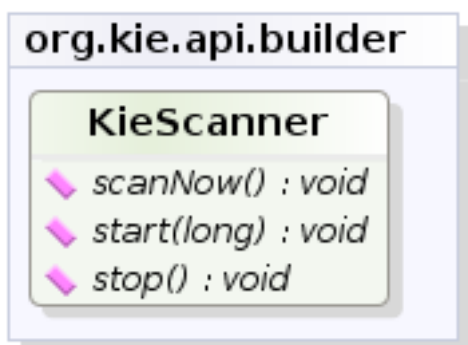 org.kie.api.builder
KieScanner
scanNow() : void
start(long) : void
stop() : void